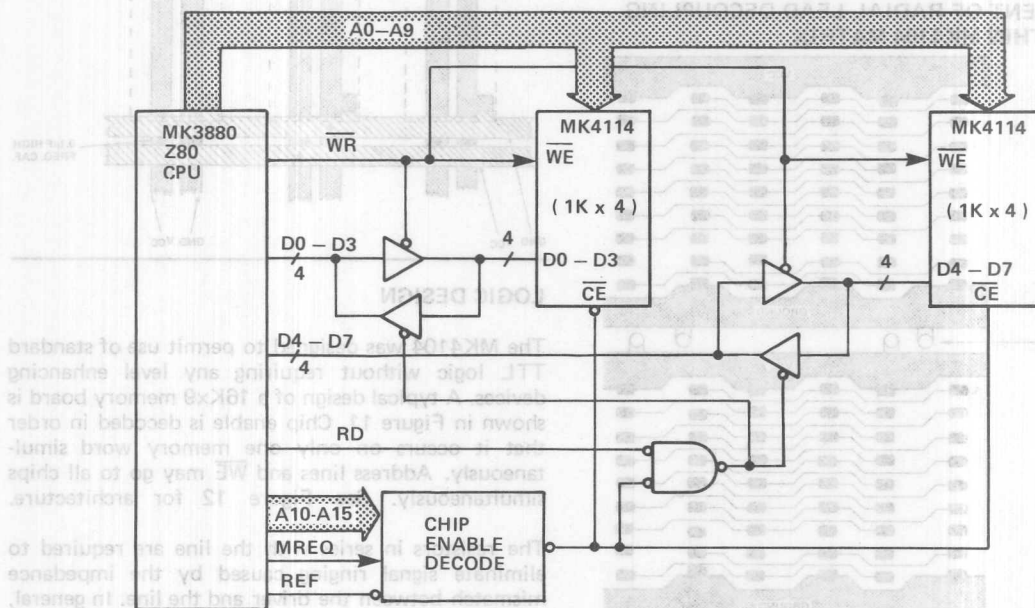 A0–A9
MK3880
Z80
CPU
WR
MK4114
WE
(1K x 4)
MK4114
WE
(1K x 4)
D0 – D3
4
4
D0 – D3
CE
4
D4 – D7
CE
D4 – D7
4
RD
A10-A15
MREQ
REF
CHIP
ENABLE
DECODE
LOGIC DESIGN
The MK4104 was designed to permit use of standard
TTL logic without requiring any level enhancing
devices. A typical design of a 16Kx9 memory board is
shown in Figure 11. Chip enable is decoded in order
that it occurs on only one memory word simul-
taneously. Address lines and WE may go to all chips
simultaneously. Figure 12 for architecture.
The in series the line are required to
eliminate signal ringing caused by the impedance
mismatch between the driver and the line. In general,